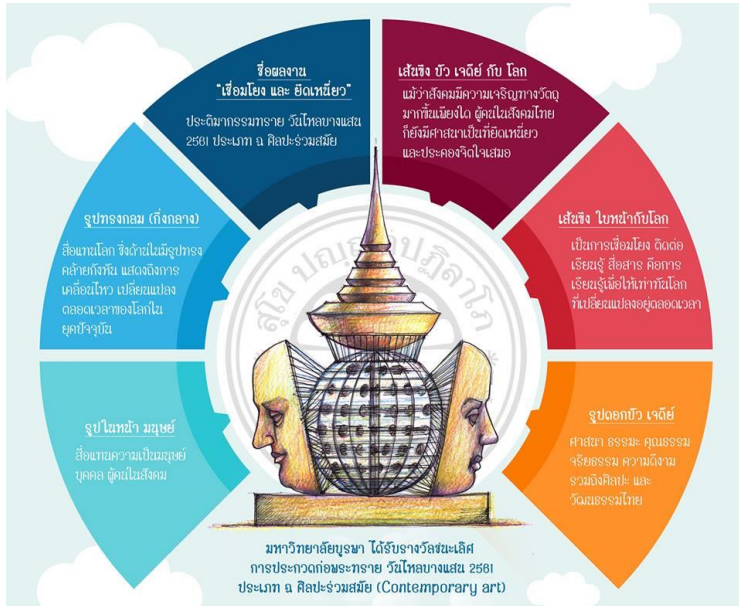 ชื่อผลงาน
"เชื่อมโยง และ ยึดเหนี่ยว"
ประติมากรรมทราย วันไหลบางแสน
2561 ประเภท ฉ ศิลปะร่วมสมัย
เส้นขึง บัว เจดีย์ กับ โลก
แม้ว่าสังคมมีความเจริญทางวัตถุ
มากขึ้นเพียงใด ผู้คนในสังคมไทย
ก็ยังมีศาสนาเป็นที่ยึดเหนี่ยว
และประคองจิตใจเสมอ
รูปทรงกลม (กึ่งกลาง)
สื่อแทนโลก ซึ่งด้านในมีรูปทรง
คล้ายกังหัน แสดงถึงการ
เคลื่อนไหว เปลี่ยนแปลง
ตลอดเวลาของโลกใน
ยุคปัจจุบัน
เส้นขึง ใบหน้ากับโลก
เป็นการเชื่อมโยง ติดต่อ
เรียนรู้ สื่อสาร คือการ
เรียนรู้เพื่อให้เท่าทันโลก
ที่เปลี่ยนแปลงอยู่ตลอดเวลา
รูปใบหน้า มนุษย์
สื่อแทนความเป็นมนุษย์
บุคคล ผู้คนในสังคม
รูปดอกบัว เจดีย์
ศาสนา ธรรมะ คุณธรรม
จริยธรรม ความดีงาม
รวมถึงศิลปะ และ
วัฒนธรรมไทย
สุโข ปญฺญาปฏิลาโภ
มหาวิทยาลัยบูรพา ได้รับรางวัลชนะเลิศ
การประกวดก่อพระทราย วันไหลบางแสน 2561
ประเภท ฉ ศิลปะร่วมสมัย (Contemporary art)